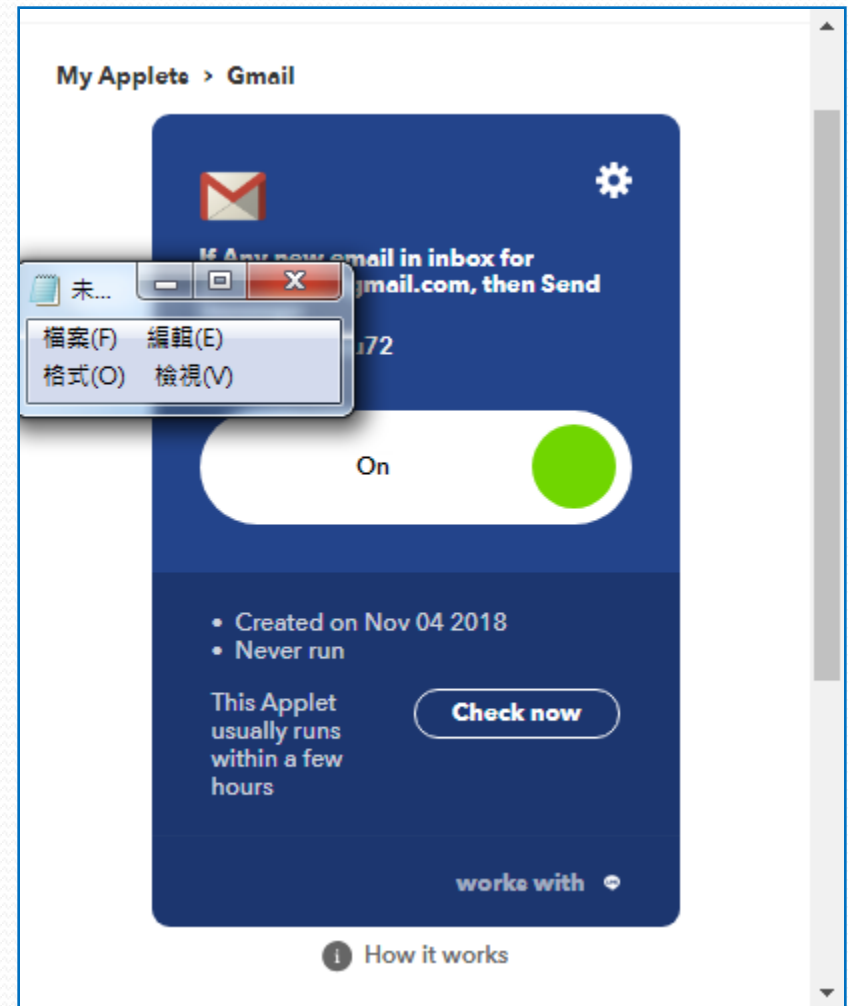 My Applets > Gmail
If Any new email in inbox for
gmail.com, then Send
未...
檔案(F) 編輯(E)
格式(O) 檢視(V)
u72
On
• Created on Nov 04 2018
• Never run
This Applet
usually runs
within a few
hours
Check now
works with
How it works